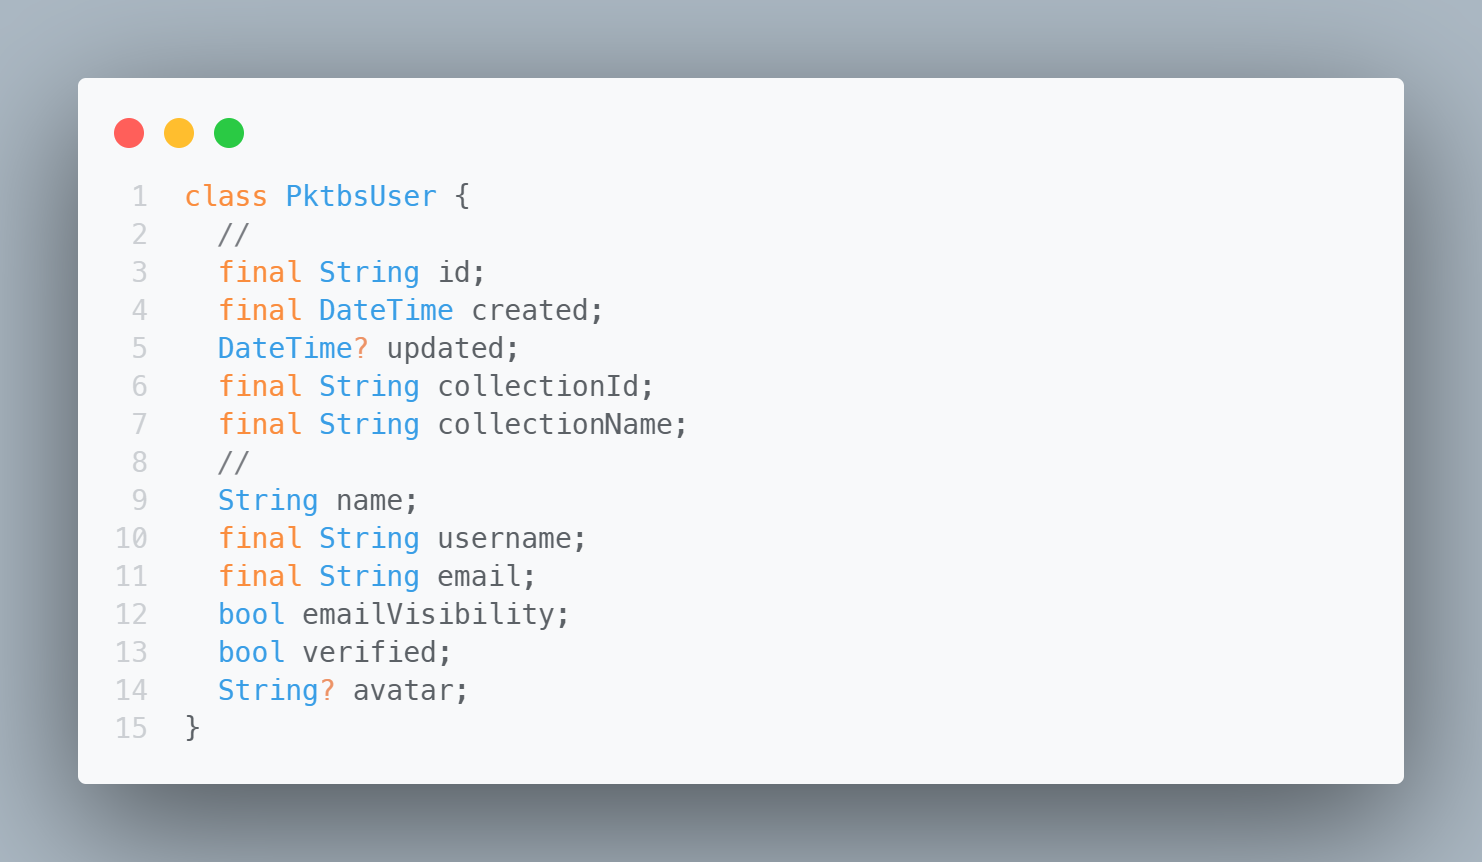 1 class PktbsUser {
2   //
3   final String id;
4   final DateTime created;
5   DateTime? updated;
6   final String collectionId;
7   final String collectionName;
8   //
9   String name;
10   final String username;
11   final String email;
12   bool emailVisibility;
13   bool verified;
14   String? avatar;
15 }